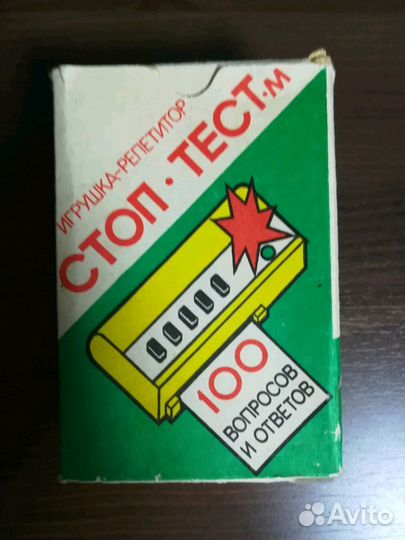 ИГРУШКА-РЕПЕТИТОР
СТОП·ТЕСТ-М
100
ВОПРОСОВ
И ОТВЕТОВ
Avito